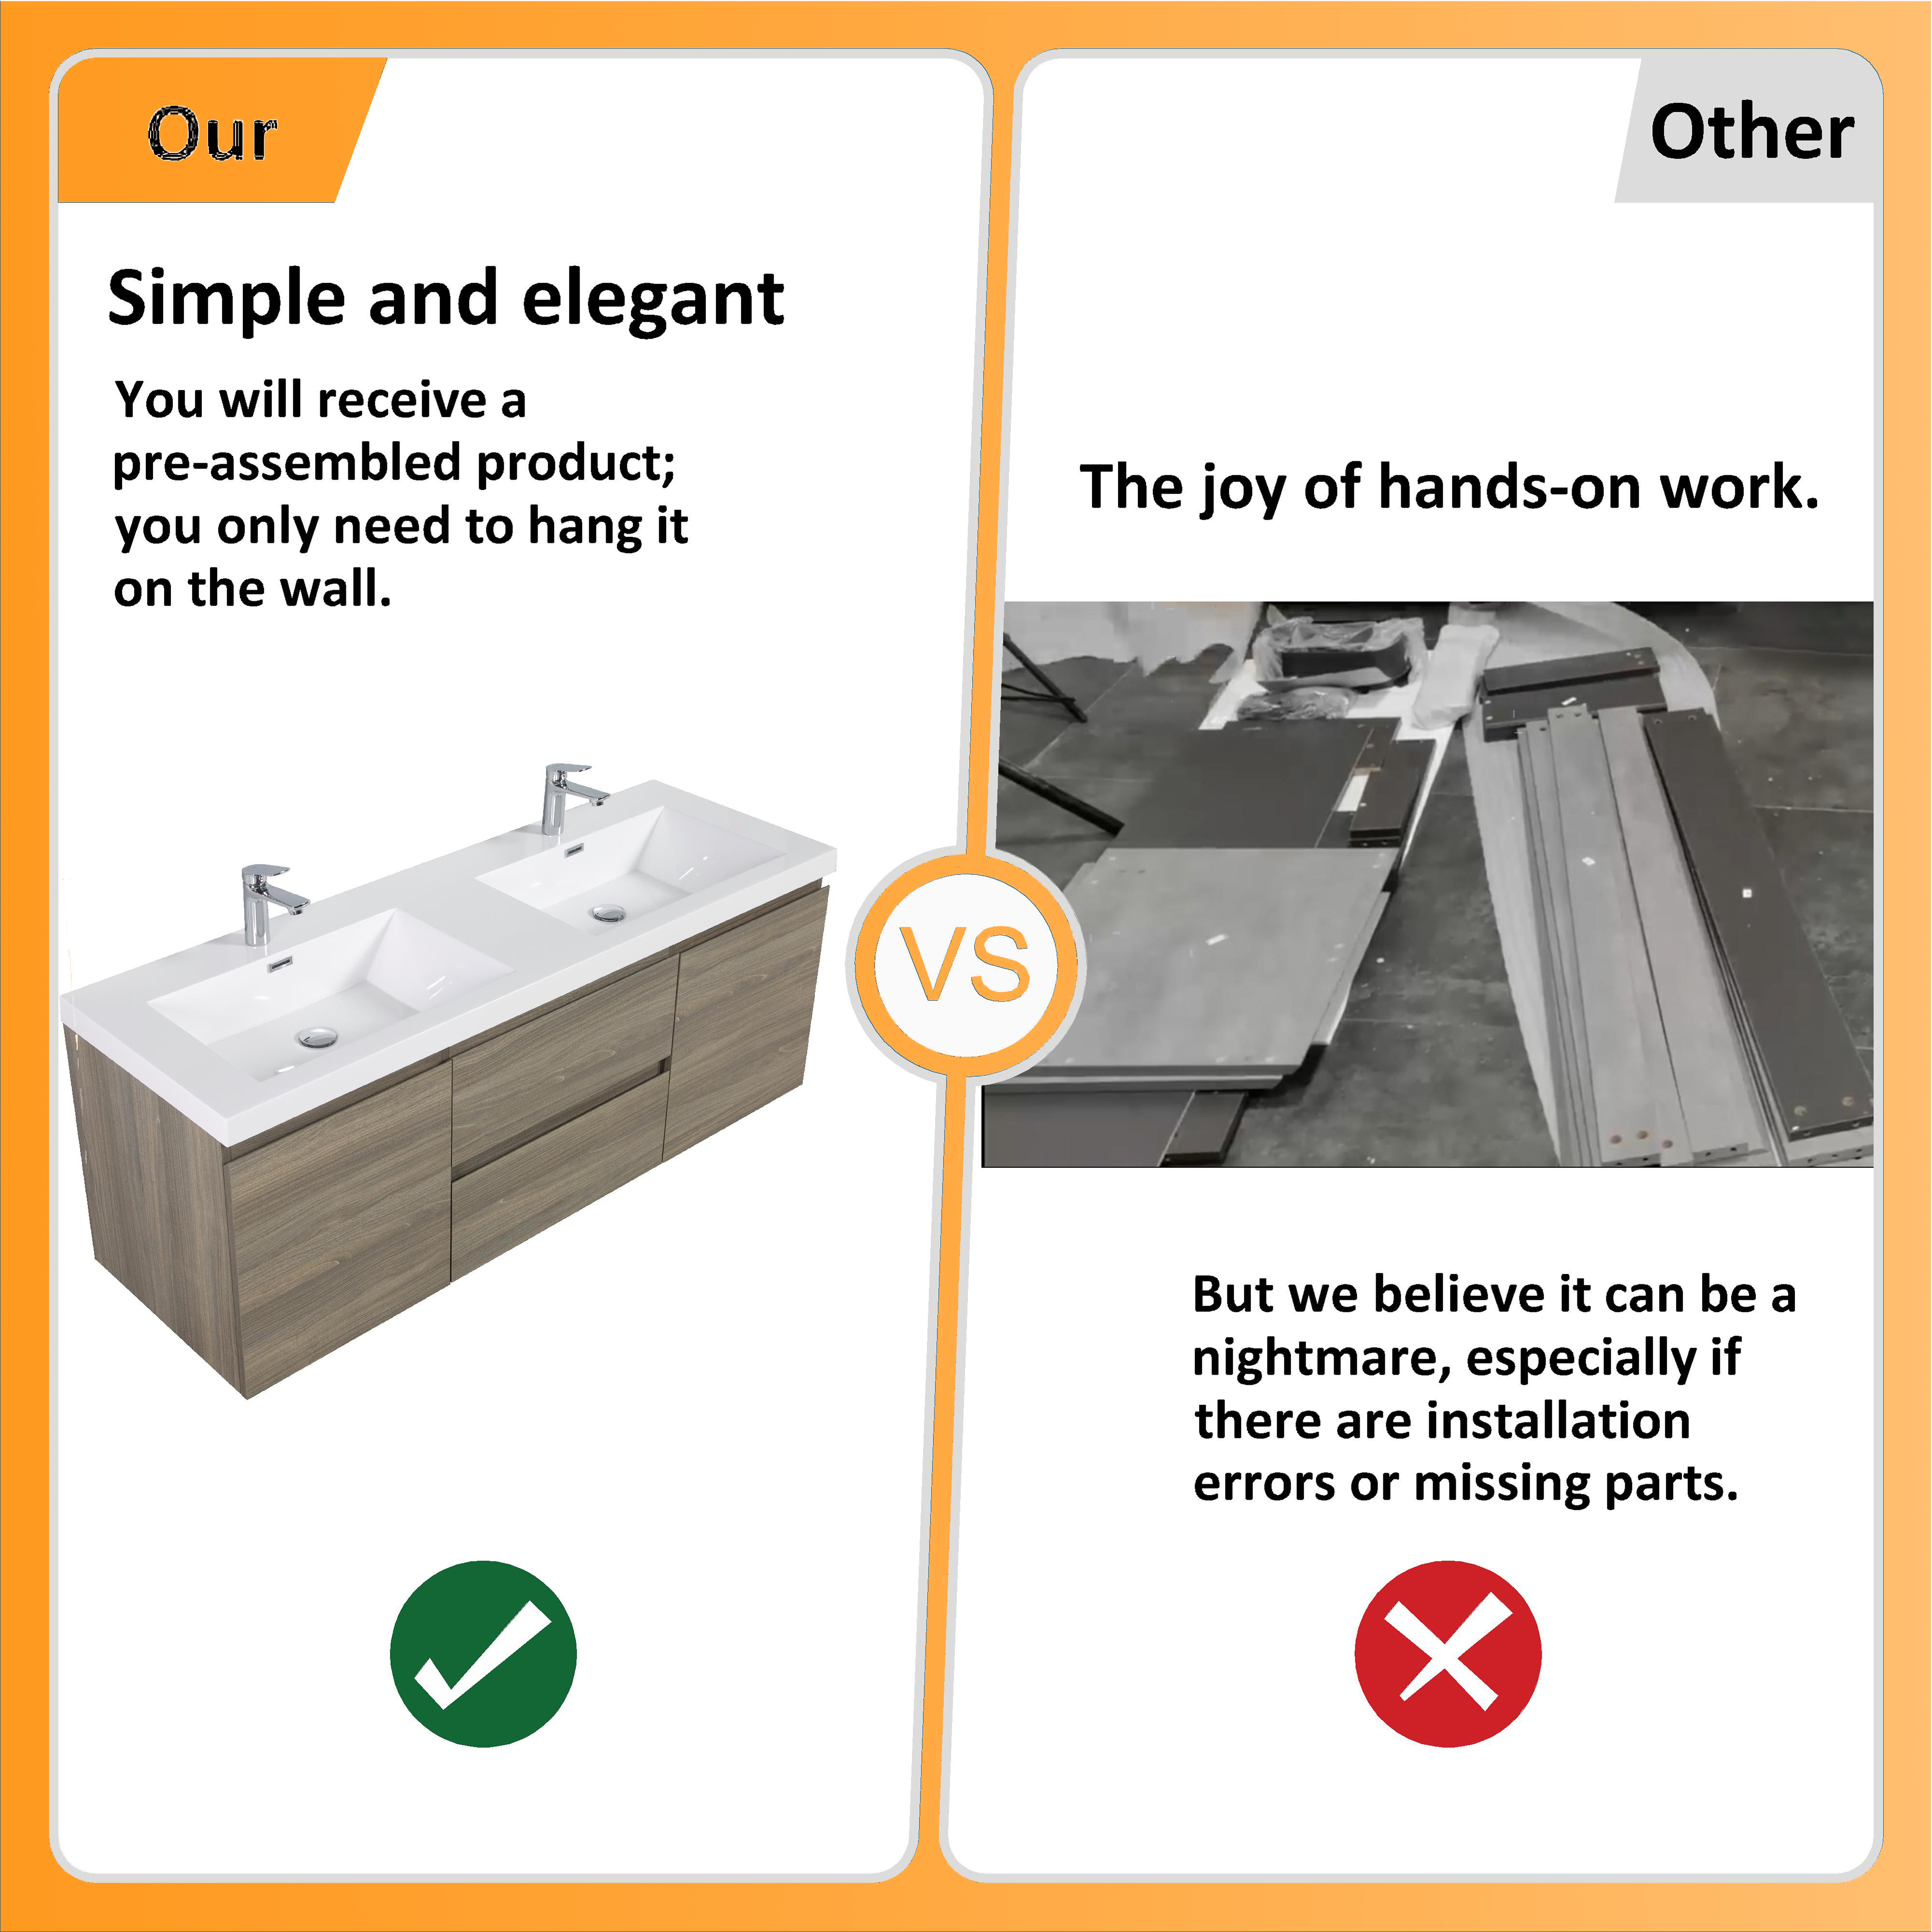 Our
Simple and elegant
You will receive a
pre-assembled product;
you only need to hang it
on the wall.
VS
Other
The joy of hands-on work.
But we believe it can be a
nightmare, especially if
there are installation
errors or missing parts.